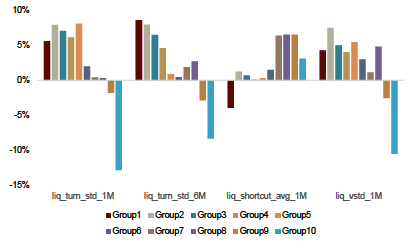 10%
5%
0%
-5%
-10%
-15%
liq_turn_std_1M liq_turn_std_6M liq_shortcut_avg_1M liq_vstd_1M
Group1 Group2 Group3 Group4 Group5
Group6 Group7 Group8 Group9 Group10